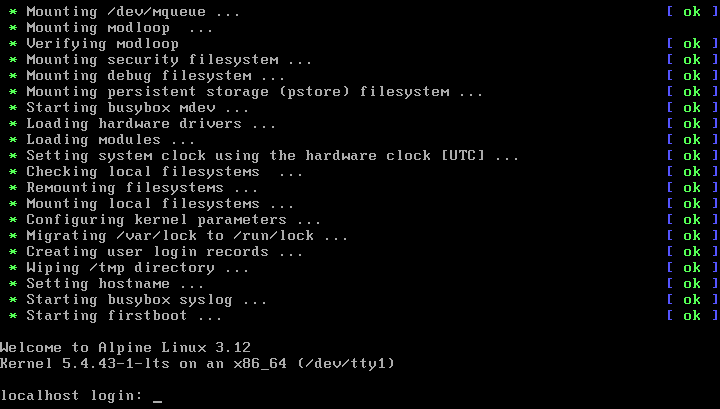 * Mounting /dev/mqueue ... [ ok ]
* Mounting modloop  ...
* Verifying modloop [ ok ]
* Mounting security filesystem ... [ ok ]
* Mounting debug filesystem ... [ ok ]
* Mounting persistent storage (pstore) filesystem ... [ ok ]
* Starting busybox mdev ... [ ok ]
* Loading hardware drivers ... [ ok ]
* Loading modules ... [ ok ]
* Setting system clock using the hardware clock [UTC] ... [ ok ]
* Checking local filesystems  ... [ ok ]
* Remounting filesystems ... [ ok ]
* Mounting local filesystems ... [ ok ]
* Configuring kernel parameters ... [ ok ]
* Migrating /var/lock to /run/lock ... [ ok ]
* Creating user login records ... [ ok ]
* Wiping /tmp directory ... [ ok ]
* Setting hostname ... [ ok ]
* Starting busybox syslog ... [ ok ]
* Starting firstboot ... [ ok ]
Welcome to Alpine Linux 3.12
Kernel 5.4.43-1-lts on an x86_64 (/dev/tty1)
localhost login: _